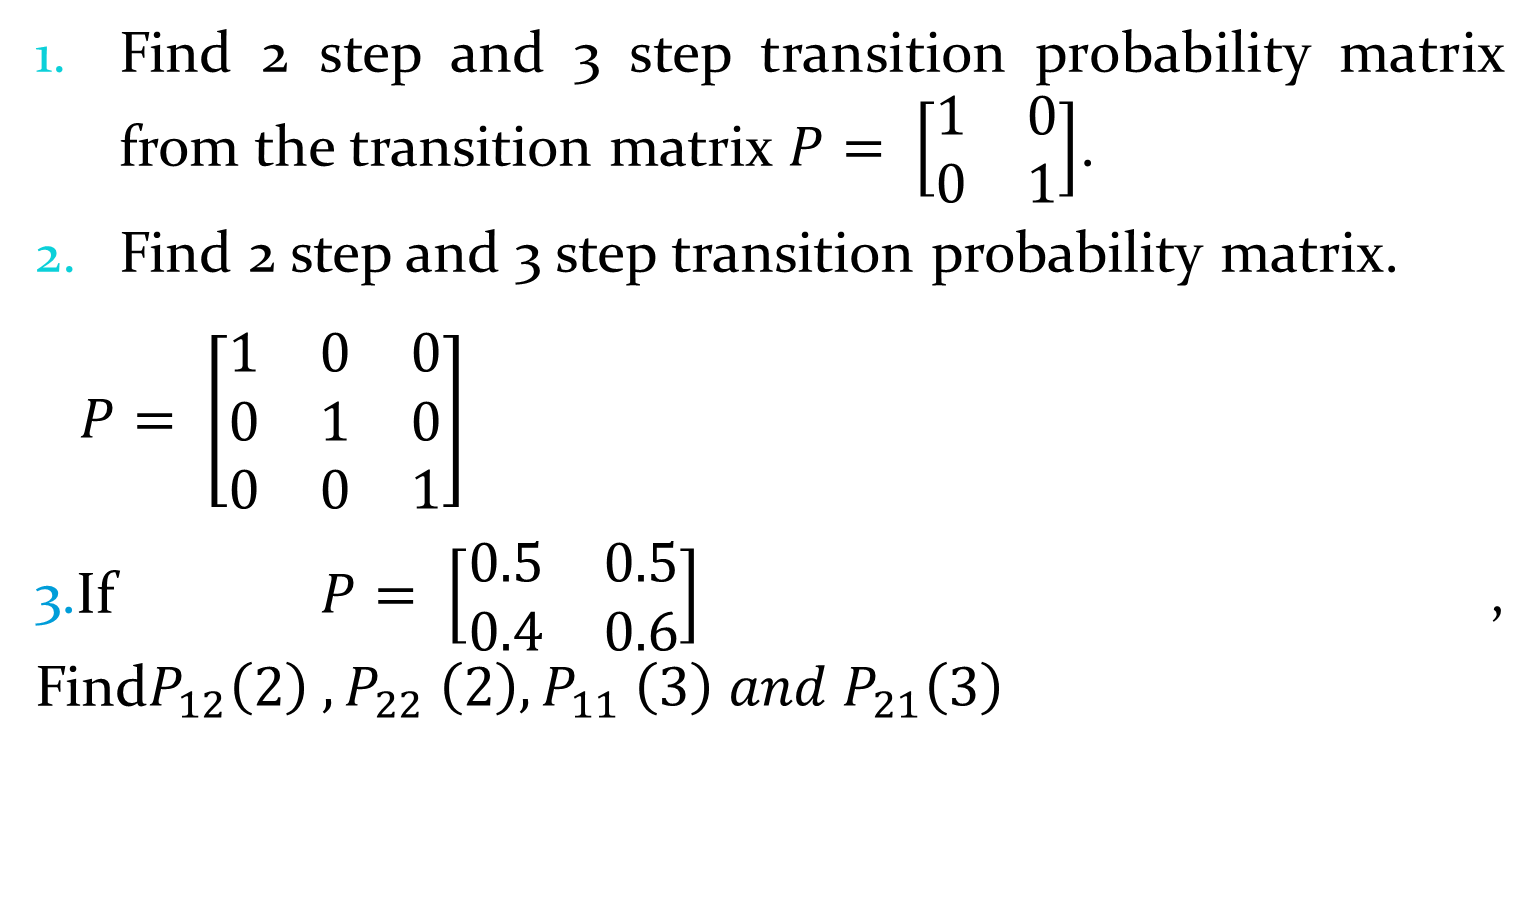 1. Find 2 step and 3 step transition probability matrix
from the transition matrix P = [1 0
0 1].
2. Find 2 step and 3 step transition probability matrix.
P = [1 0 0
0 1 0
0 0 1]
3.If P = [0.5 0.5
0.4 0.6] ,
FindP₁₂(2) , P₂₂ (2), P₁₁ (3) and P₂₁(3)